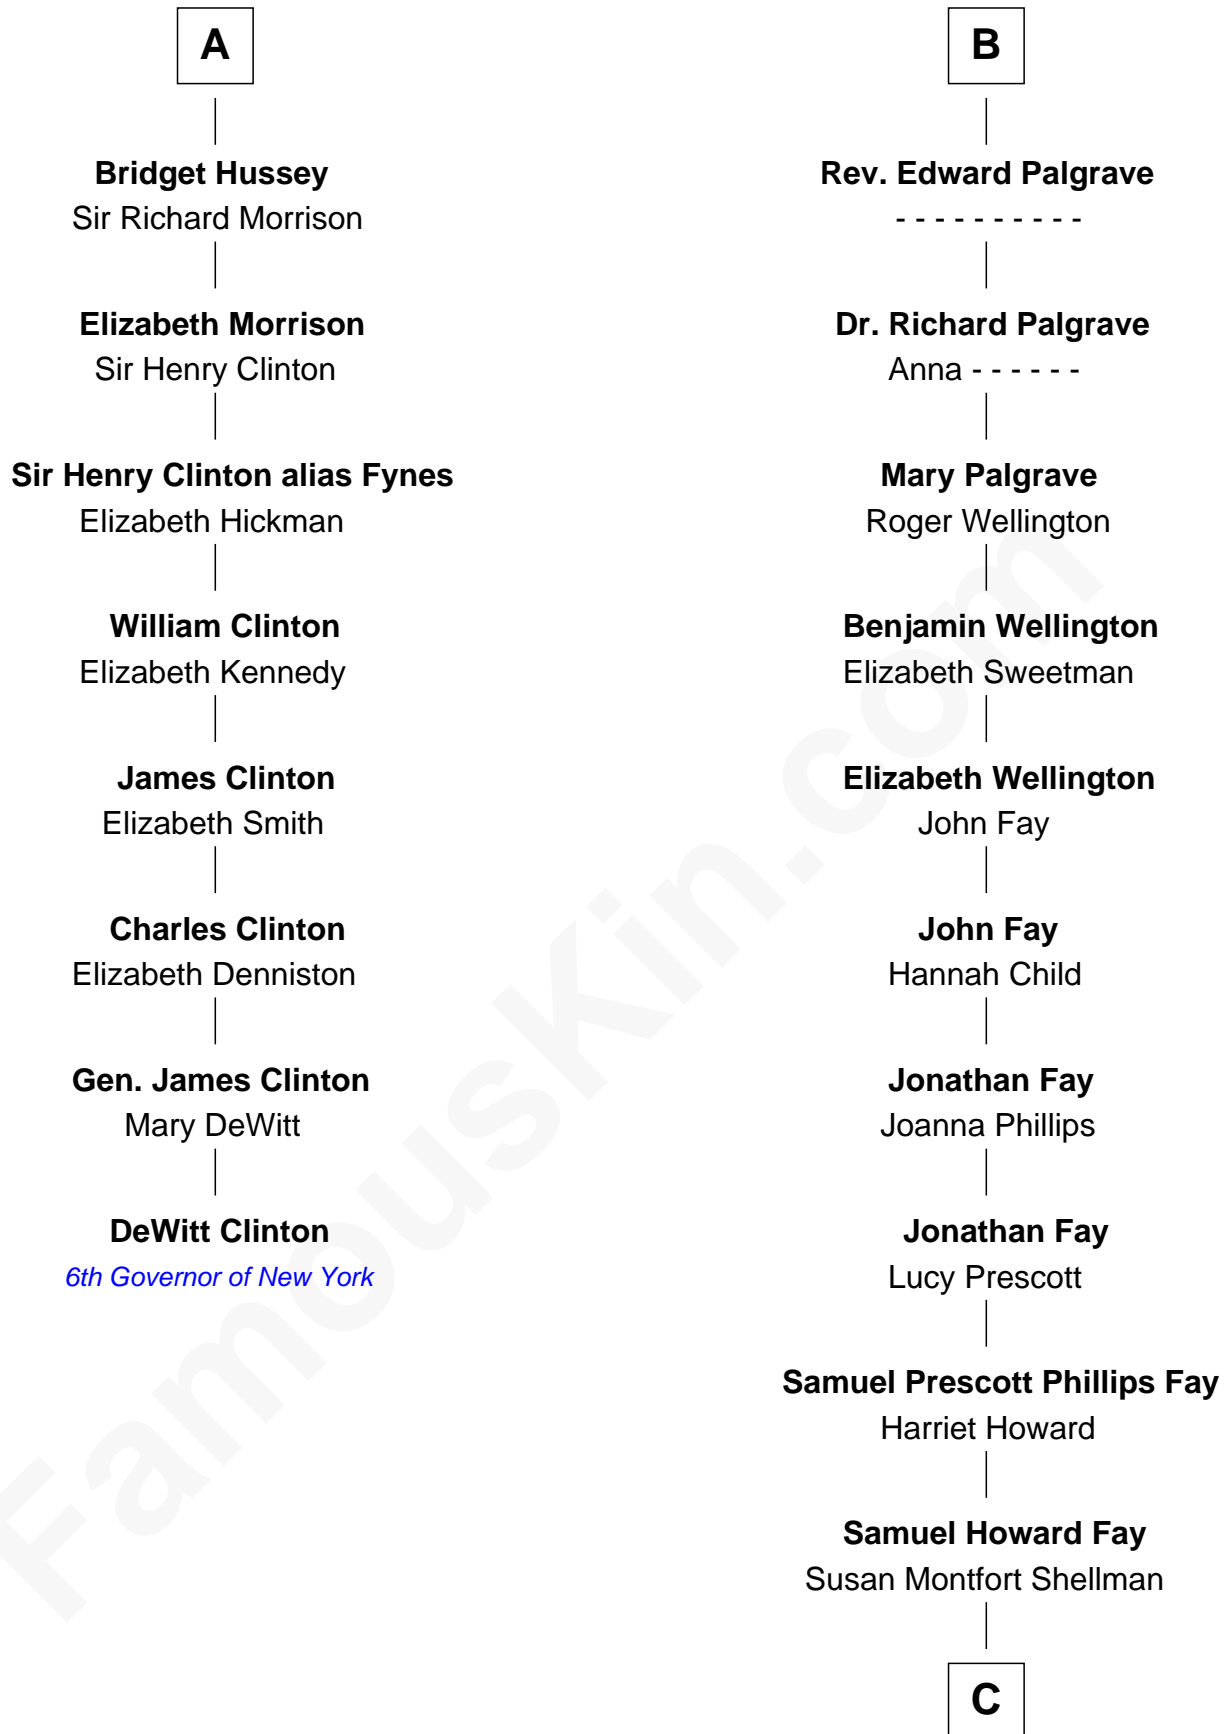 A
Bridget Hussey
Sir Richard Morrison
Elizabeth Morrison
Sir Henry Clinton
Sir Henry Clinton alias Fynes
Elizabeth Hickman
William Clinton
Elizabeth Kennedy
James Clinton
Elizabeth Smith
Charles Clinton
Elizabeth Denniston
Gen. James Clinton
Mary DeWitt
DeWitt Clinton
6th Governor of New York
B
Rev. Edward Palgrave
- - - - - - - - - -
Dr. Richard Palgrave
Anna - - - - - -
Mary Palgrave
Roger Wellington
Benjamin Wellington
Elizabeth Sweetman
Elizabeth Wellington
John Fay
John Fay
Hannah Child
Jonathan Fay
Joanna Phillips
Jonathan Fay
Lucy Prescott
Samuel Prescott Phillips Fay
Harriet Howard
Samuel Howard Fay
Susan Montfort Shellman
C
FamousKin.com